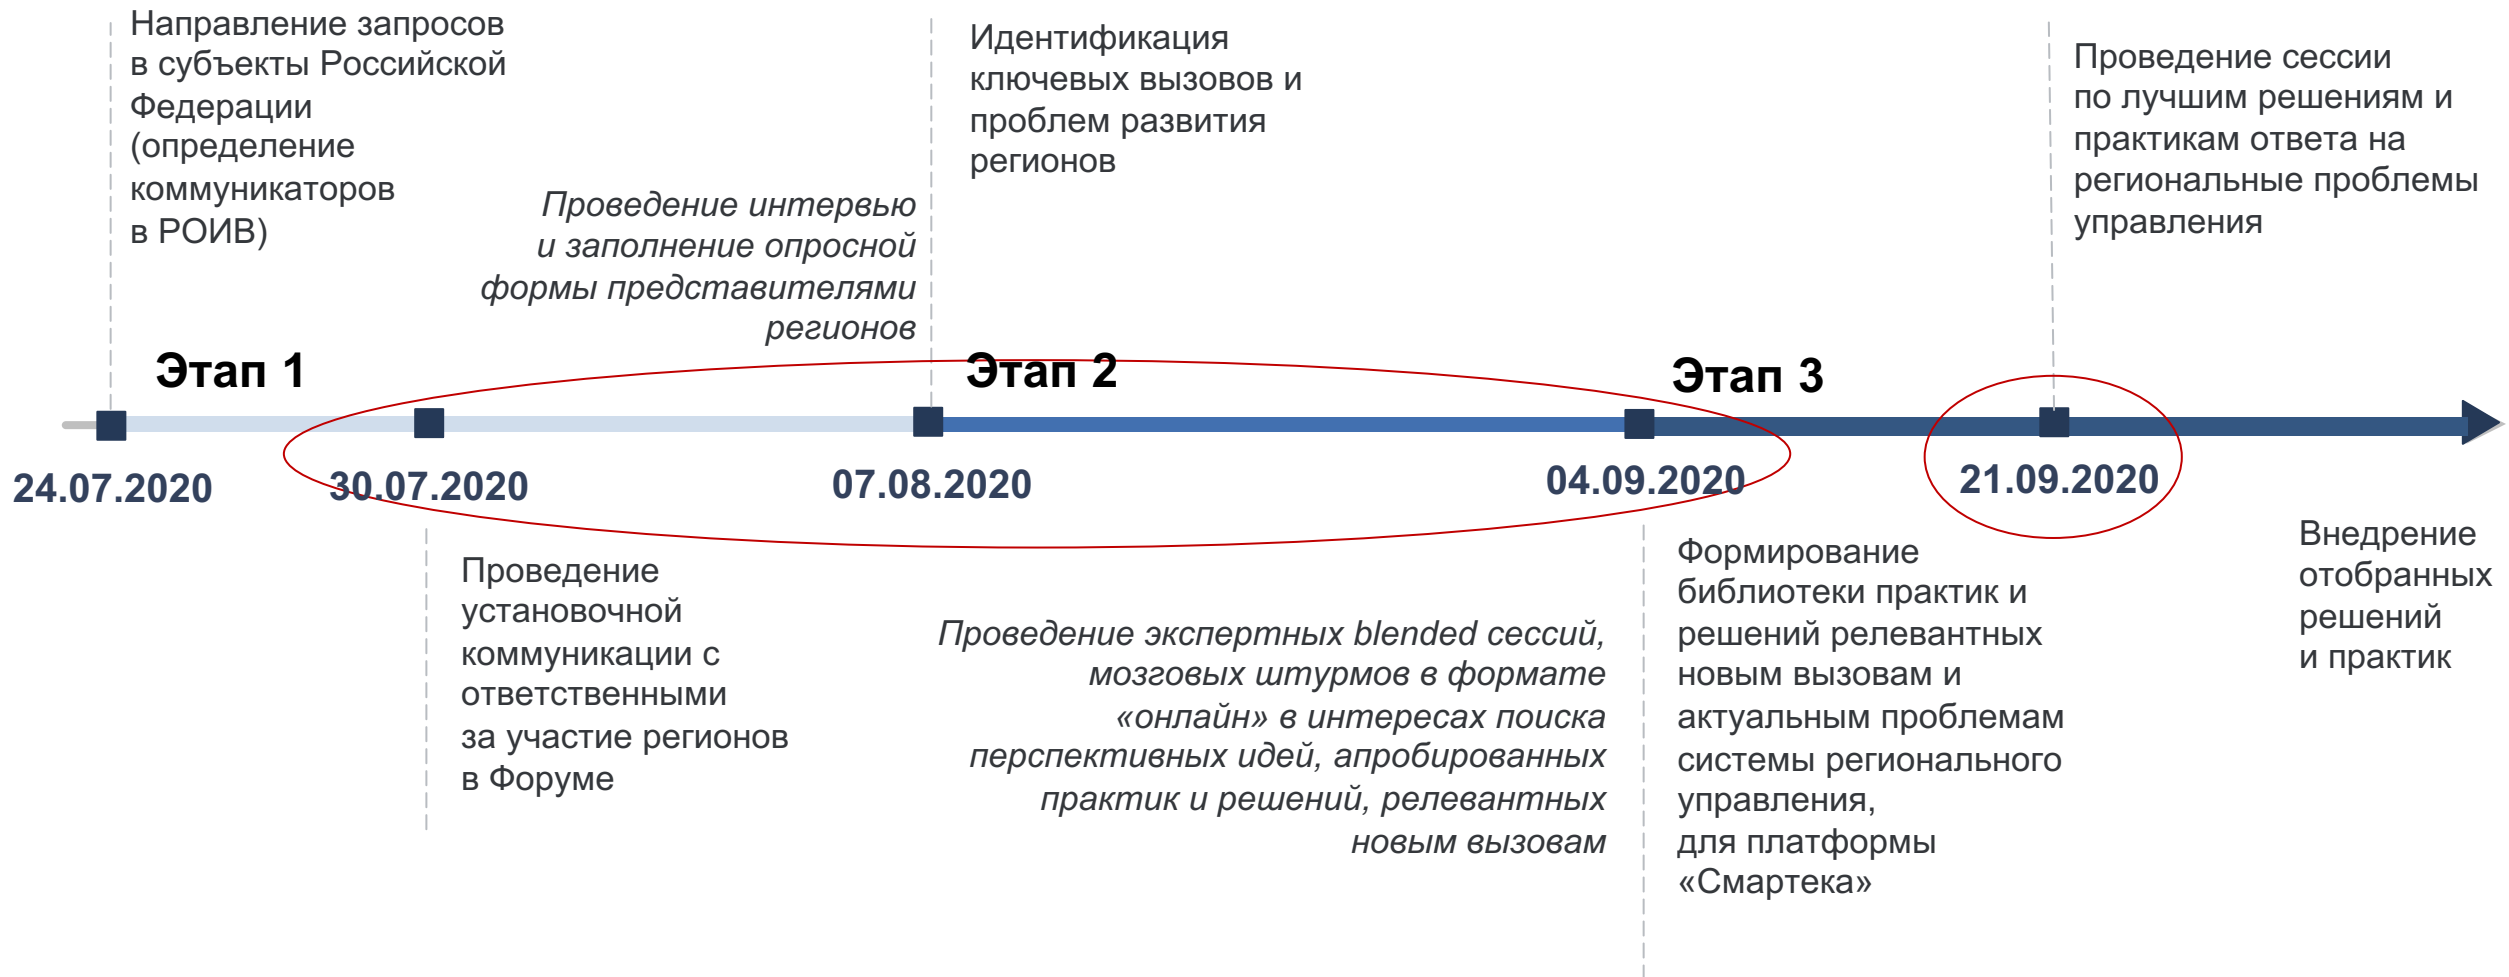 Направление запросов
в субъекты Российской
Федерации
(определение
коммуникаторов
в РОИВ)
Проведение интервью
и заполнение опросной
формы представителями
регионов
Идентификация
ключевых вызовов и
проблем развития
регионов
Проведение сессии
по лучшим решениям и
практикам ответа на
региональные проблемы
управления
Этап 1
Этап 2
Этап 3
24.07.2020
30.07.2020
07.08.2020
04.09.2020
21.09.2020
Проведение
установочной
коммуникации с
ответственными
за участие регионов
в Форуме
Проведение экспертных blended сессий,
мозговых штурмов в формате
«онлайн» в интересах поиска
перспективных идей, апробированных
практик и решений, релевантных
новым вызовам
Формирование
библиотеки практик и
решений релевантных
новым вызовам и
актуальным проблемам
системы регионального
управления,
для платформы
«Смартека»
Внедрение
отобранных
решений
и практик